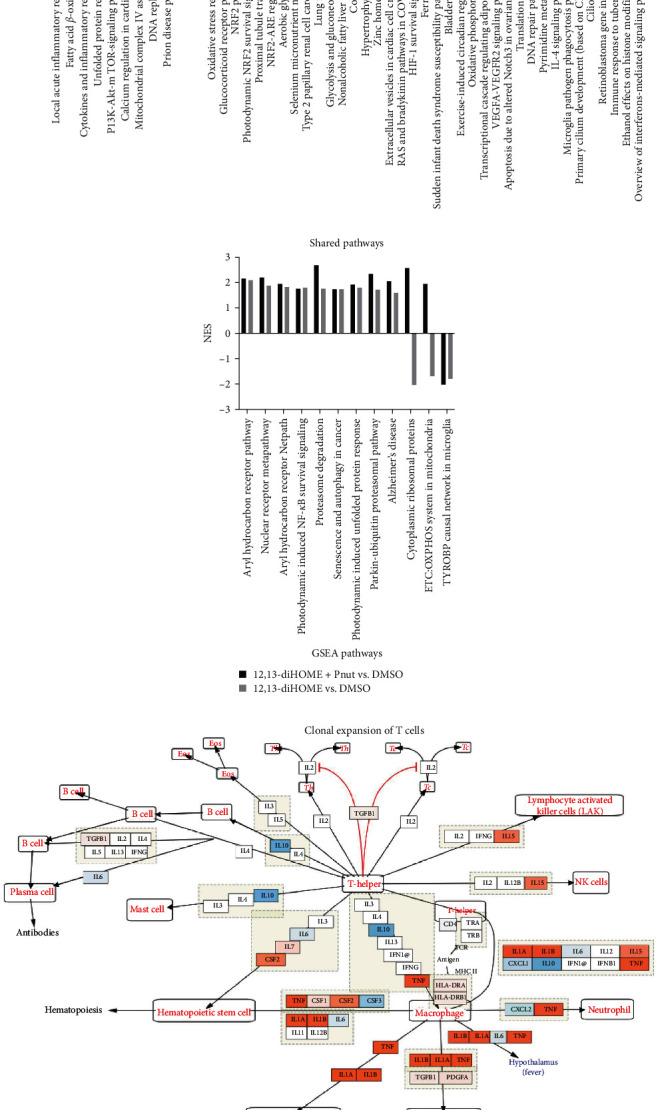 Local acute inflammatory re
Fatty acid β-oxi
Cytokines and inflammatory re
Unfolded protein re
P13K-Akt-m TOR-signaling p
Calcium regulation in cardi
Mitochondrial complex IV as
DNA repli
Prion disease p
Oxidative stress re
Glucocorticoid receptor p
NRF2 p
Photodynamic NRF2 survival sig
Proximal tubule tra
NRF2-ARE reg
Aerobic gly
Selenium micronutrient n
Type 2 papillary renal cell car
Lung
Glycolysis and gluconeo
Nonalcoholic fatty liver
Co
Hypertrophy
Zinc hom
Extracellular vesicles in cardiac cell
RAS and bradykinin pathways in COV
HIF-1 survival sig
Ferr
Sudden infant death syndrome susceptibility pa
Bladder
Exercise-induced circadian reg
Oxidative phosphor
Transcriptional cascade regulating adipo
VEGFA-VEGFR2 signaling p
Apoptosis due to altered Notch3 in ovarian
Translation
DNA repair p
Pyrimidine meta
IL-4 signaling p
Microglia pathogen phagocytosis p
Primary cilium development (based on C.
Cilio
Retinoblastoma gene in
Immune response to tube
Ethanol effects on histone modifi
Overview of interferons-mediated signaling p
Shared pathways
NES
3
2
1
0
−1
−2
−3
Aryl hydrocarbon receptor pathway
Nuclear receptor metapathway
Aryl hydrocarbon receptor Netpath
Photodynamic induced NF-κB survival signaling
Proteasome degradation
Senescence and autophagy in cancer
Photodynamic induced unfolded protein response
Parkin-ubiquitin proteasomal pathway
Alzheimer's disease
Cytoplasmic ribosomal proteins
ETC:OXPHOS system in mitochondria
TYROBP causal network in microglia
GSEA pathways
12,13-diHOME + Pnut vs. DMSO
12,13-diHOME vs. DMSO
Clonal expansion of T cells
Eos
Eos
Eos
Th
IL2
Th
Tc
IL2
Tc
Th
Tc
B cell
B cell
B cell
IL3
IL5
TGFB1
IL2
IL2
Lymphocyte activated
killer cells (LAK)
B cell
TGFB1 IL2 IL4
IL5 IL13 IFNG
IL4
IL10
IL4
IL2 IFNG IL15
IL6
Plasma cell
Antibodies
T-helper
IL2 IL12B IL15
NK cells
Mast cell
IL3 IL4 IL10
IL3
IL6
IL7
CSF2
IL3
IL4
IL10
IL13
IFN1@
IFNG
TNF
T-helper
CD4
TRA
TRB
TCR
Antigen
MHC II
HLA-DRA
HLA-DRB1
IL1A IL1B IL6 IL12 IL15
CXCL1 IL10 IFN1@ IFNB1 TNF
Hematopoiesis
Hematopoietic stem cell
TNF CSF1 CSF2 CSF3
IL1A IL1B IL6
IL11 IL12B
Macrophage
CXCL2 TNF
Neutrophil
IL1B IL1A IL6 TNF
Hypothalamus
(fever)
TNF
IL1A IL1B
IL1B IL1A TNF
TGFB1 PDGFA